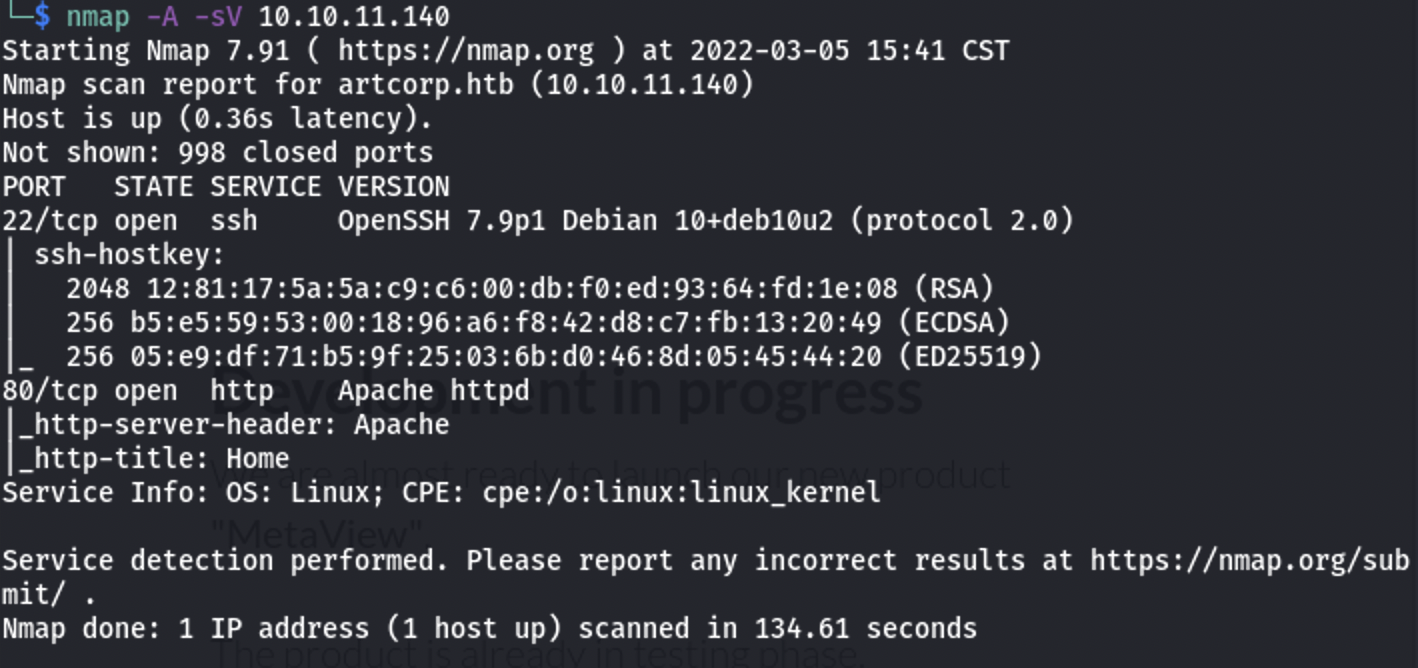 └─$ nmap -A -sV 10.10.11.140
Starting Nmap 7.91 ( https://nmap.org ) at 2022-03-05 15:41 CST
Nmap scan report for artcorp.htb (10.10.11.140)
Host is up (0.36s latency).
Not shown: 998 closed ports
PORT   STATE SERVICE VERSION
22/tcp open  ssh     OpenSSH 7.9p1 Debian 10+deb10u2 (protocol 2.0)
| ssh-hostkey:
|   2048 12:81:17:5a:5a:c9:c6:00:db:f0:ed:93:64:fd:1e:08 (RSA)
|   256 b5:e5:59:53:00:18:96:a6:f8:42:d8:c7:fb:13:20:49 (ECDSA)
|_  256 05:e9:df:71:b5:9f:25:03:6b:d0:46:8d:05:45:44:20 (ED25519)
80/tcp open  http    Apache httpd
Development in progress
|_http-server-header: Apache
|_http-title: Home
We are almost ready to launch our new product
Service Info: OS: Linux; CPE: cpe:/o:linux:linux_kernel
"MetaView".
Service detection performed. Please report any incorrect results at https://nmap.org/sub
mit/ .
Nmap done: 1 IP address (1 host up) scanned in 134.61 seconds
The product is already in testing phase.